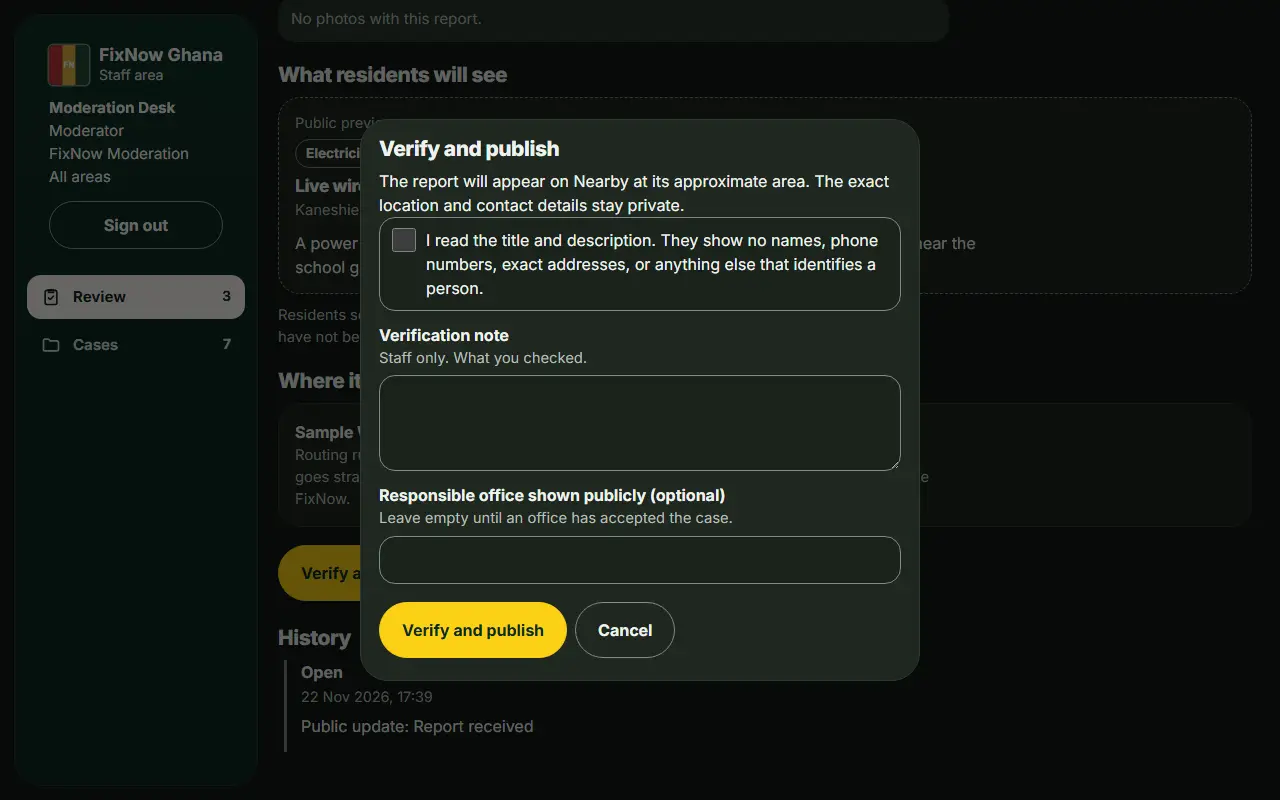 FN
FixNow Ghana
Staff area
Moderation Desk
Moderator
FixNow Moderation
All areas
Sign out
Review 3
Cases 7
No photos with this report.
What residents will see
Public previ
Electrici
Live wir
Kaneshie
A power
near the
school g
Residents s
have not be
Where it
Sample
Routing ru
goes stra
FixNow.
Verify a
History
Open
22 Nov 2026, 17:39
Public update: Report received
Verify and publish
The report will appear on Nearby at its approximate area. The exact
location and contact details stay private.
I read the title and description. They show no names, phone
numbers, exact addresses, or anything else that identifies a
person.
Verification note
Staff only. What you checked.
Responsible office shown publicly (optional)
Leave empty until an office has accepted the case.
Verify and publish
Cancel